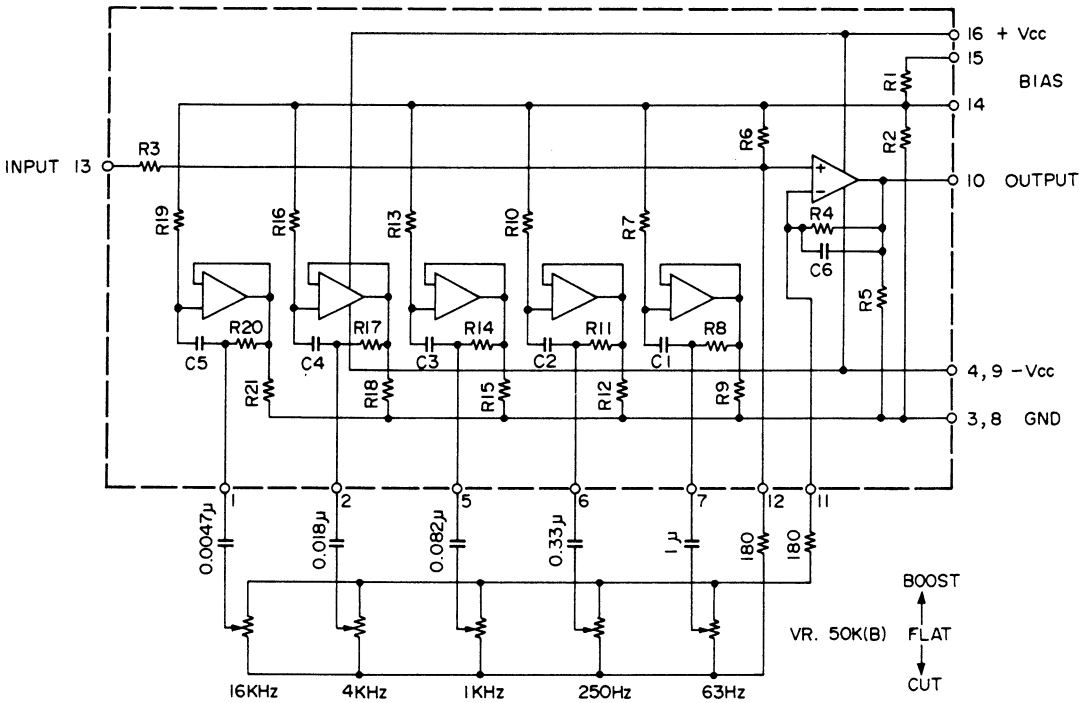 16 + Vcc
15
R1
BIAS
14
R6
R2
R3
INPUT 13
+
10 OUTPUT
−
R19
R16
R13
R10
R7
R4
C6
R5
R20
R17
R14
R11
R8
C5
C4
C3
C2
C1
4,9 -Vcc
R21
R18
R15
R12
R9
3,8 GND
1
2
5
6
7
12
11
0.0047µ
0.018µ
0.082µ
0.33µ
1µ
180
180
BOOST
VR. 50K(B) FLAT
CUT
16KHz
4KHz
1KHz
250Hz
63Hz